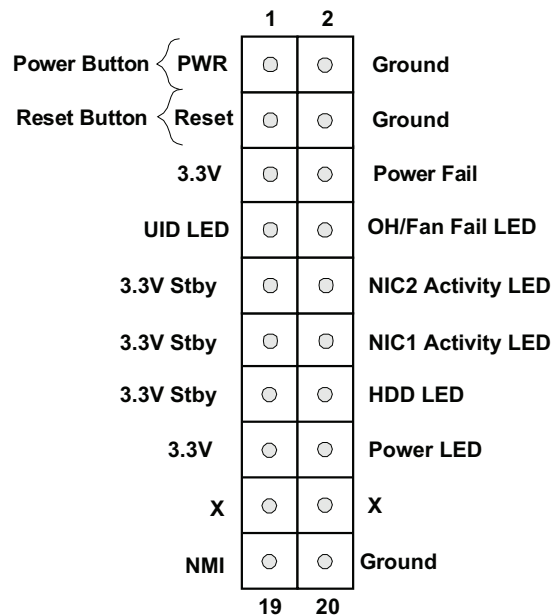 1 2
Power Button PWR Ground
Reset Button Reset Ground
3.3V Power Fail
UID LED OH/Fan Fail LED
3.3V Stby NIC2 Activity LED
3.3V Stby NIC1 Activity LED
3.3V Stby HDD LED
3.3V Power LED
X X
NMI Ground
19 20